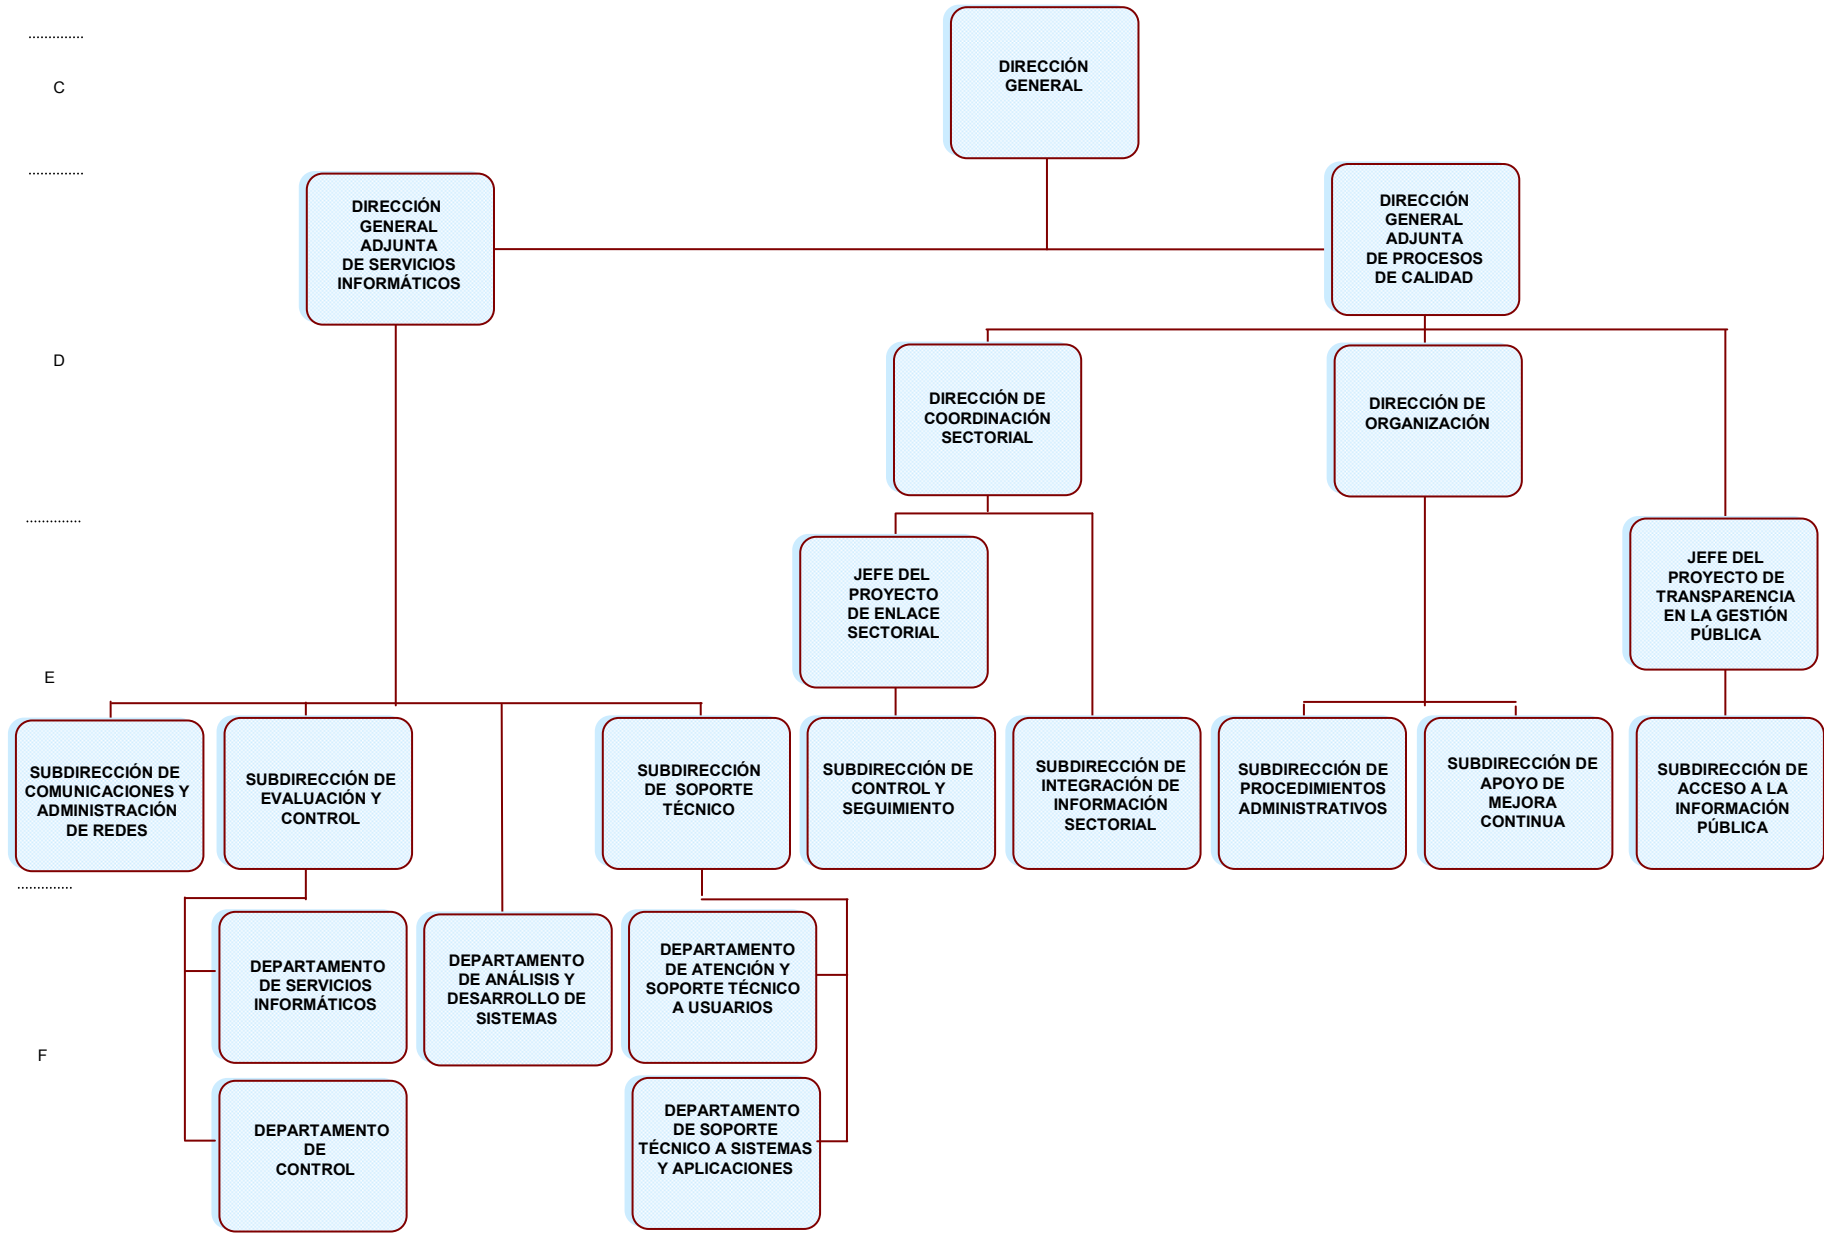 ..............
C
DIRECCIÓN
GENERAL
..............
DIRECCIÓN
GENERAL
ADJUNTA
DE SERVICIOS
INFORMÁTICOS
DIRECCIÓN
GENERAL
ADJUNTA
DE PROCESOS
DE CALIDAD
D
DIRECCIÓN DE
COORDINACIÓN
SECTORIAL
DIRECCIÓN DE
ORGANIZACIÓN
..............
JEFE DEL
PROYECTO
DE ENLACE
SECTORIAL
JEFE DEL
PROYECTO DE
TRANSPARENCIA
EN LA GESTIÓN
PÚBLICA
E
SUBDIRECCIÓN DE
COMUNICACIONES Y
ADMINISTRACIÓN
DE REDES
SUBDIRECCIÓN DE
EVALUACIÓN Y
CONTROL
SUBDIRECCIÓN
DE SOPORTE
TÉCNICO
SUBDIRECCIÓN DE
CONTROL Y
SEGUIMIENTO
SUBDIRECCIÓN DE
INTEGRACIÓN DE
INFORMACIÓN
SECTORIAL
SUBDIRECCIÓN DE
PROCEDIMIENTOS
ADMINISTRATIVOS
SUBDIRECCIÓN DE
APOYO DE
MEJORA
CONTINUA
SUBDIRECCIÓN DE
ACCESO A LA
INFORMACIÓN
PÚBLICA
..............
DEPARTAMENTO
DE SERVICIOS
INFORMÁTICOS
DEPARTAMENTO
DE ANÁLISIS Y
DESARROLLO DE
SISTEMAS
DEPARTAMENTO
DE ATENCIÓN Y
SOPORTE TÉCNICO
A USUARIOS
F
DEPARTAMENTO
DE
CONTROL
DEPARTAMENTO
DE SOPORTE
TÉCNICO A SISTEMAS
Y APLICACIONES